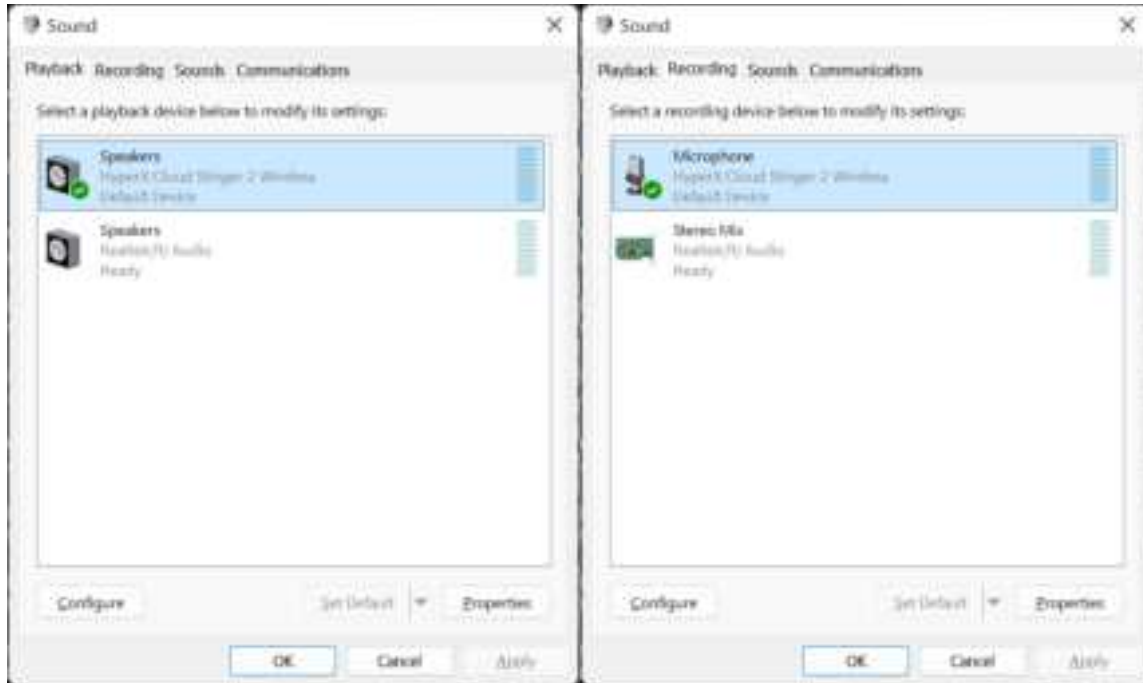 Sound
Playback Recording Sounds Communications
Select a playback device below to modify its settings:
Speakers
HyperX Cloud Stinger 2 Wireless
Default Device
Speakers
Realtek(R) Audio
Ready
Configure
Set Default
Properties
OK
Cancel
Apply
Sound
Playback Recording Sounds Communications
Select a recording device below to modify its settings:
Microphone
HyperX Cloud Stinger 2 Wireless
Default Device
Stereo Mix
Realtek(R) Audio
Ready
Configure
Set Default
Properties
OK
Cancel
Apply